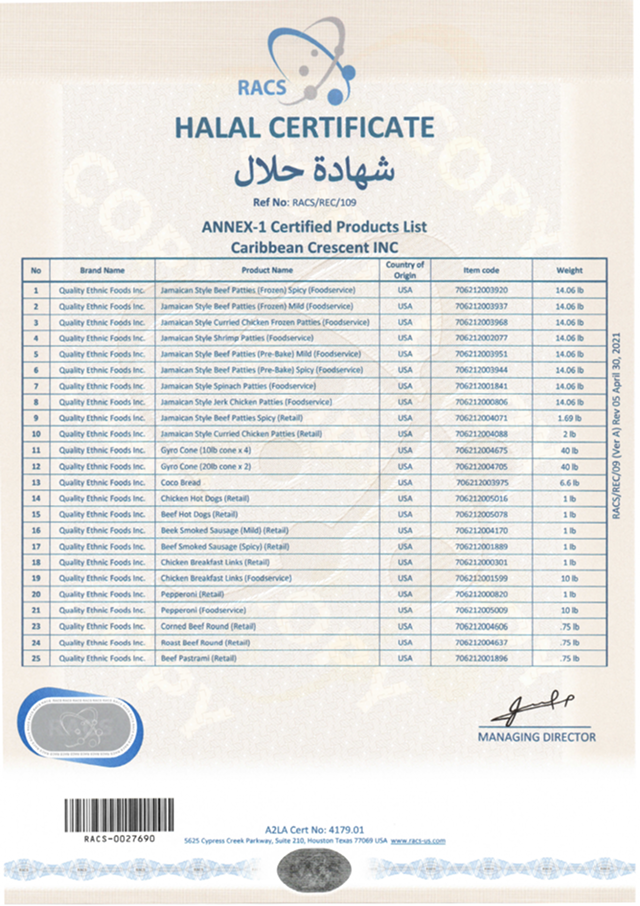 RACS
HALAL CERTIFICATE
شهادة حلال
Ref No: RACS/REC/109
ANNEX-1 Certified Products List
Caribbean Crescent INC
No Brand Name Product Name Country of Origin Item code Weight
1 Quality Ethnic Foods Inc. Jamaican Style Beef Patties (Frozen) Spicy (Foodservice) USA 706212003920 14.06 lb
2 Quality Ethnic Foods Inc. Jamaican Style Beef Patties (Frozen) Mild (Foodservice) USA 706212003937 14.06 lb
3 Quality Ethnic Foods Inc. Jamaican Style Curried Chicken Frozen Patties (Foodservice) USA 706212003968 14.06 lb
4 Quality Ethnic Foods Inc. Jamaican Style Shrimp Patties (Foodservice) USA 706212002077 14.06 lb
5 Quality Ethnic Foods Inc. Jamaican Style Beef Patties (Pre-Bake) Mild (Foodservice) USA 706212003951 14.06 lb
6 Quality Ethnic Foods Inc. Jamaican Style Beef Patties (Pre-Bake) Spicy (Foodservice) USA 706212003944 14.06 lb
7 Quality Ethnic Foods Inc. Jamaican Style Spinach Patties (Foodservice) USA 706212001841 14.06 lb
8 Quality Ethnic Foods Inc. Jamaican Style Jerk Chicken Patties (Foodservice) USA 706212000806 14.06 lb
9 Quality Ethnic Foods Inc. Jamaican Style Beef Patties Spicy (Retail) USA 706212004071 1.69 lb
10 Quality Ethnic Foods Inc. Jamaican Style Curried Chicken Patties (Retail) USA 706212004088 2 lb
11 Quality Ethnic Foods Inc. Gyro Cone (10lb cone x 4) USA 706212004675 40 lb
12 Quality Ethnic Foods Inc. Gyro Cone (20lb cone x 2) USA 706212004705 40 lb
13 Quality Ethnic Foods Inc. Coco Bread USA 706212003975 6.6 lb
14 Quality Ethnic Foods Inc. Chicken Hot Dogs (Retail) USA 706212005016 1 lb
15 Quality Ethnic Foods Inc. Beef Hot Dogs (Retail) USA 706212005078 1 lb
16 Quality Ethnic Foods Inc. Beek Smoked Sausage (Mild) (Retail) USA 706212004170 1 lb
17 Quality Ethnic Foods Inc. Beef Smoked Sausage (Spicy) (Retail) USA 706212001889 1 lb
18 Quality Ethnic Foods Inc. Chicken Breakfast Links (Retail) USA 706212000301 1 lb
19 Quality Ethnic Foods Inc. Chicken Breakfast Links (Foodservice) USA 706212001599 10 lb
20 Quality Ethnic Foods Inc. Pepperoni (Retail) USA 706212000820 1 lb
21 Quality Ethnic Foods Inc. Pepperoni (Foodservice) USA 706212005009 10 lb
23 Quality Ethnic Foods Inc. Corned Beef Round (Retail) USA 706212004606 .75 lb
24 Quality Ethnic Foods Inc. Roast Beef Round (Retail) USA 706212004637 .75 lb
25 Quality Ethnic Foods Inc. Beef Pastrami (Retail) USA 706212001896 .75 lb
RACS/REC/09 (Ver A) Rev 05 April 30, 2021
COPY
COPY
COPY
COPY
RACS
MANAGING DIRECTOR
RACS-0027690
A2LA Cert No: 4179.01
5625 Cypress Creek Parkway, Suite 210, Houston Texas 77069 USA www.racs-us.com
RACS